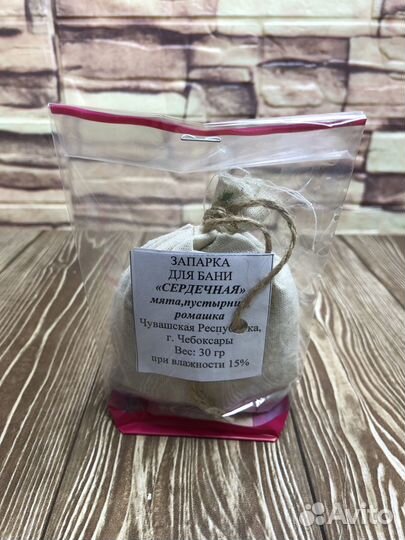 ЗАПАРКА
ДЛЯ БАНИ
«СЕРДЕЧНАЯ»
мята,пустырник
ромашка
Чувашская Республика,
г. Чебоксары
Вес: 30 гр
при влажности 15%
Avito